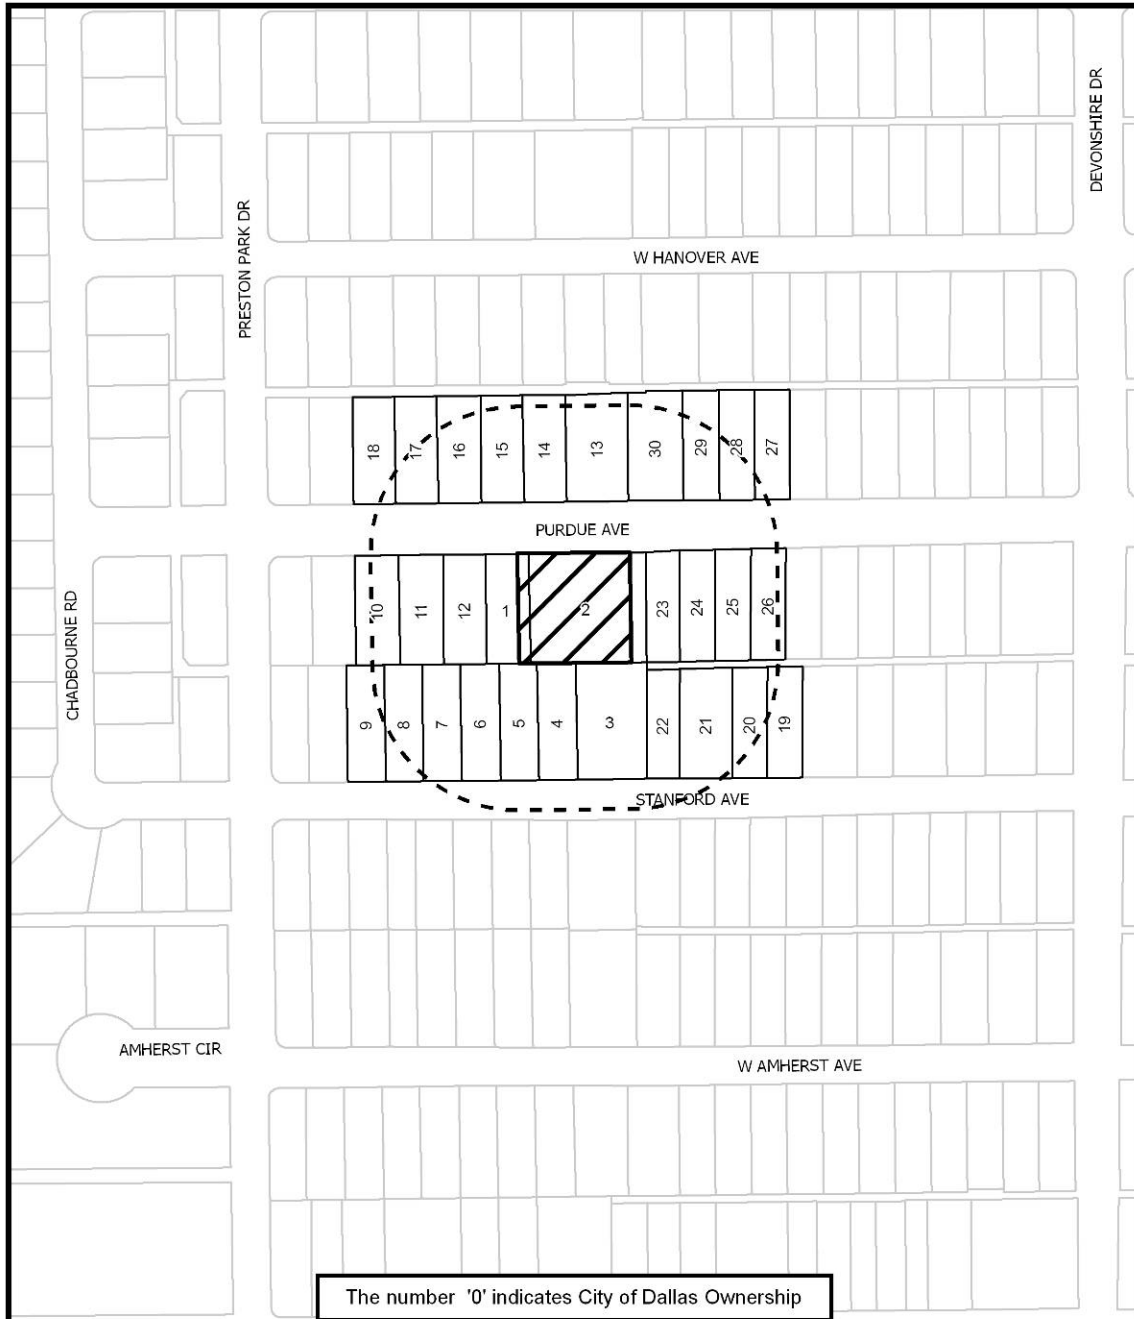 DEVONSHIRE DR
PRESTON PARK DR
W HANOVER AVE
18 17 16 15 14 13 30 29 28 27
PURDUE AVE
10 11 12 1 2 23 24 25 26
CHADBOURNE RD
9 8 7 6 5 4 3 22 21 20 19
STANFORD AVE
AMHERST CIR
W AMHERST AVE
The number '0' indicates City of Dallas Ownership